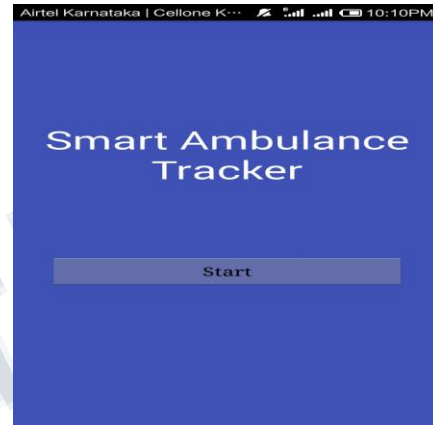 Airtel Karnataka | Cellone K··· 10:10PM
Smart Ambulance
Tracker
Start